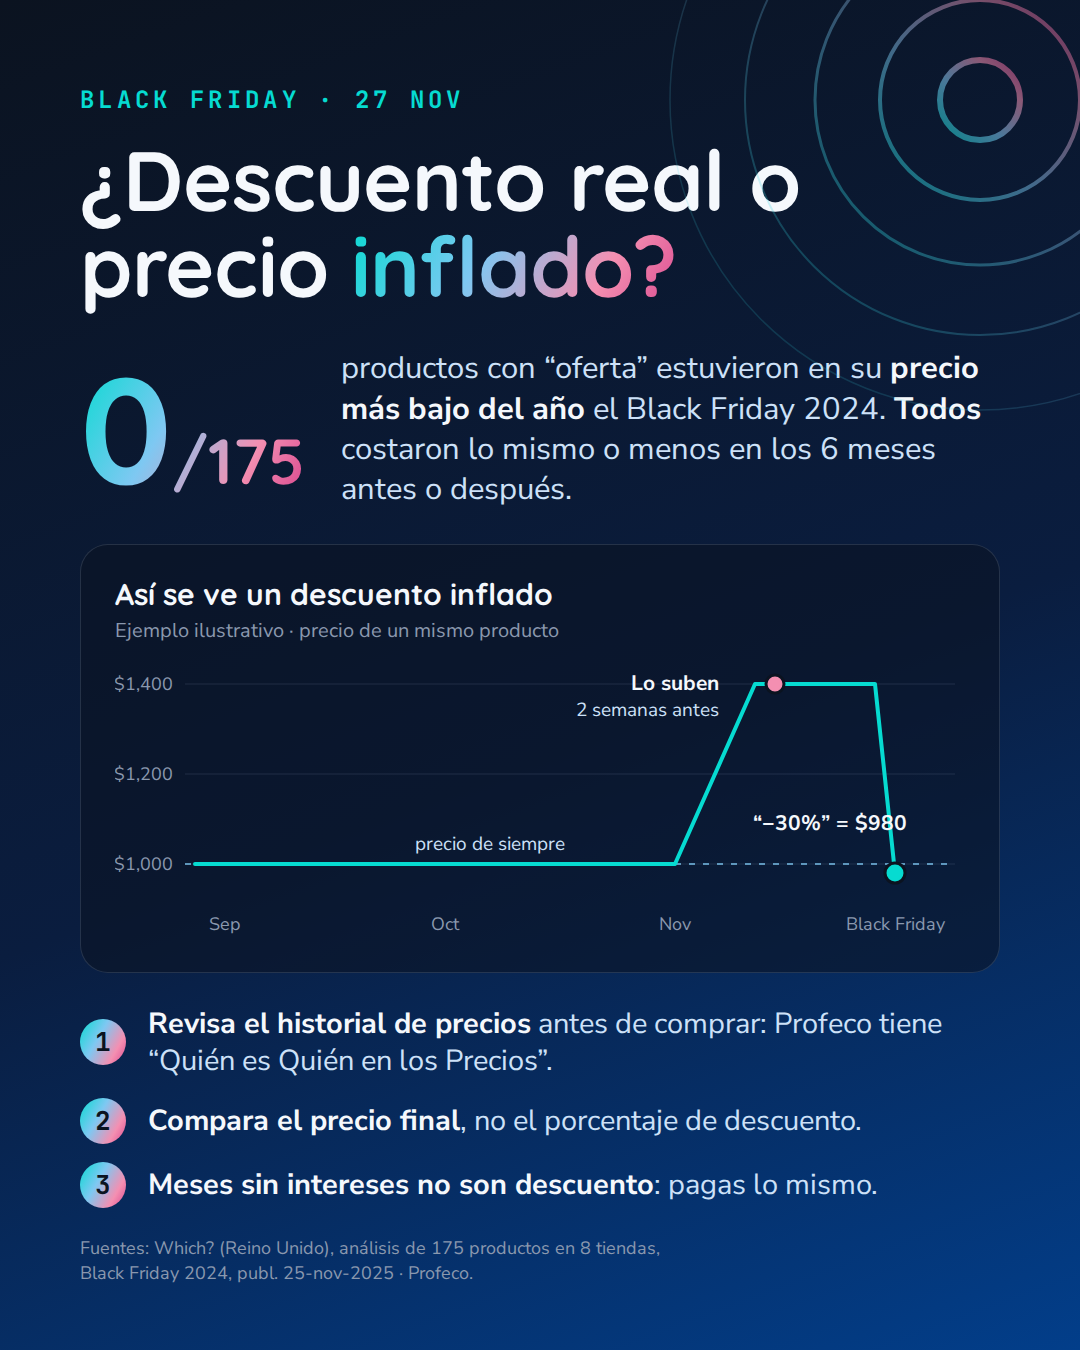 BLACK FRIDAY · 27 NOV
¿Descuento real o
precio inflado?
0/175
productos con “oferta” estuvieron en su precio
más bajo del año el Black Friday 2024. Todos
costaron lo mismo o menos en los 6 meses
antes o después.
Así se ve un descuento inflado
Ejemplo ilustrativo · precio de un mismo producto
$1,400
Lo suben
2 semanas antes
$1,200
“−30%” = $980
precio de siempre
$1,000
Sep
Oct
Nov
Black Friday
1
Revisa el historial de precios antes de comprar: Profeco tiene
“Quién es Quién en los Precios”.
2
Compara el precio final, no el porcentaje de descuento.
3
Meses sin intereses no son descuento: pagas lo mismo.
Fuentes: Which? (Reino Unido), análisis de 175 productos en 8 tiendas,
Black Friday 2024, publ. 25-nov-2025 · Profeco.